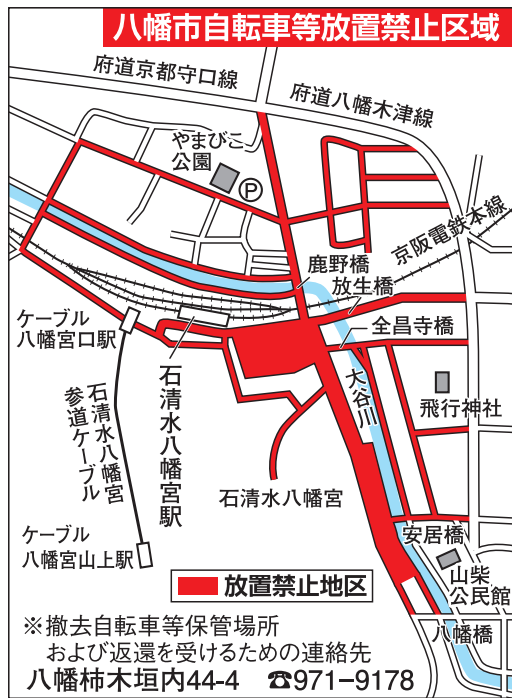 八幡市自転車等放置禁止区域
府道京都守口線
府道八幡木津線
やまびこ
公園
P
京阪電鉄本線
鹿野橋
放生橋
ケーブル
八幡宮口駅
全昌寺橋
石清水八幡宮駅
大谷川
飛行神社
石清水八幡宮
参道ケーブル
石清水八幡宮
安居橋
ケーブル
八幡宮山上駅
山柴
公民館
放置禁止地区
八幡橋
※撤去自転車等保管場所
および返還を受けるための連絡先
八幡柿木垣内44-4 ☎971-9178